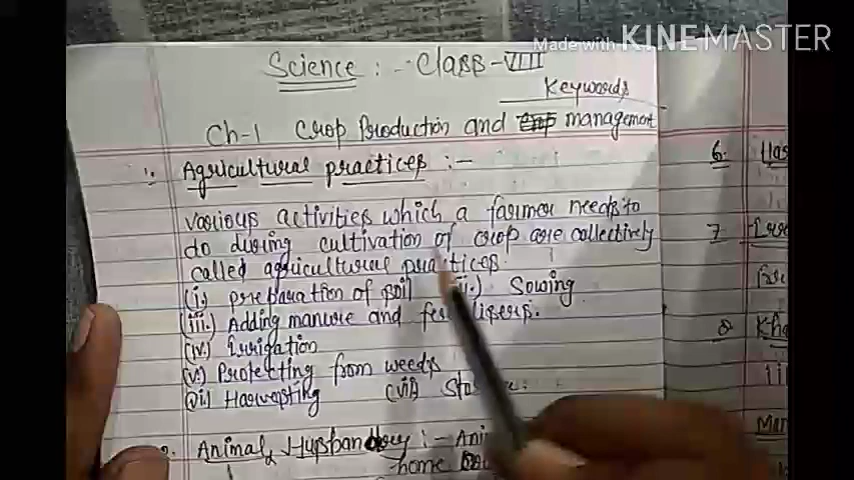 Made with KINEMASTER
Science :- Class-VIII
Keywords
Ch-1 Crop Production and management
1. Agricultural practices :-
various activities which a farmer needs to
do during cultivation of crop are collectively
called agricultural practices.
(i.) preparation of soil (ii.) Sowing
(iii.) Adding manure and fertilisers.
(iv.) Irrigation
(v.) Protecting from weeds
(vi) Harvesting (vii)
2. Animal Husbandry :-
home
6.
7
8